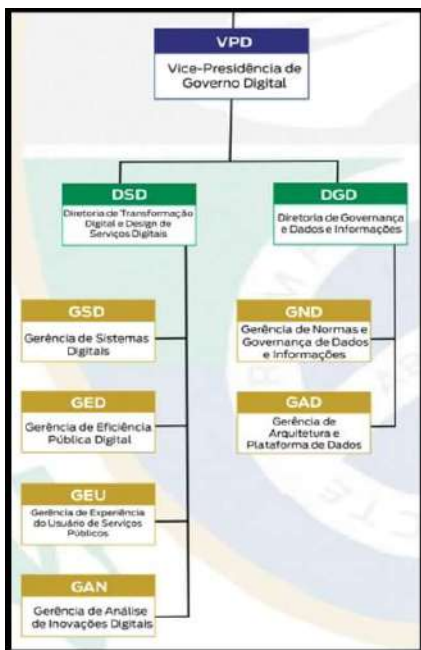 VPD
Vice-Presidência de
Governo Digital
DSD
Diretoria de Transformação
Digital e Design de
Serviços Digitais
DGD
Diretoria de Governança
e Dados e Informações
GSD
Gerência de Sistemas
Digitais
GED
Gerência de Eficiência
Pública Digital
GEU
Gerência de Experiência
do Usuário de Serviços
Públicos
GAN
Gerência de Análise
de Inovações Digitais
GND
Gerência de Normas e
Governança de Dados
e Informações
GAD
Gerência de
Arquitetura e
Plataforma de Dados